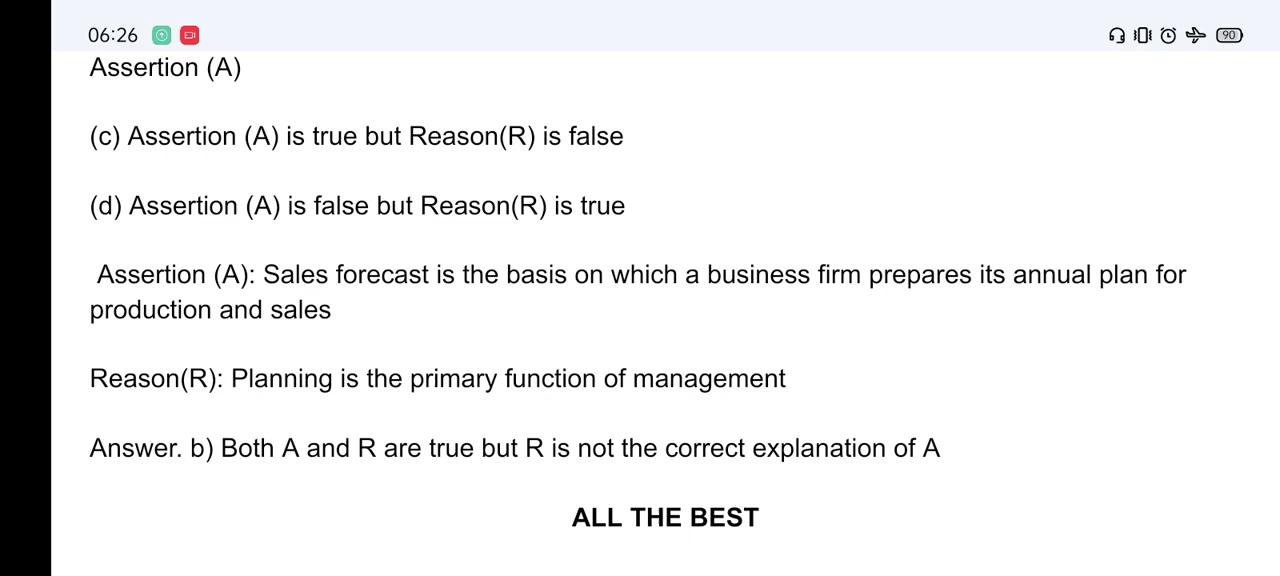 06:26
90
Assertion (A)
(c) Assertion (A) is true but Reason(R) is false
(d) Assertion (A) is false but Reason(R) is true
Assertion (A): Sales forecast is the basis on which a business firm prepares its annual plan for
production and sales
Reason(R): Planning is the primary function of management
Answer. b) Both A and R are true but R is not the correct explanation of A
ALL THE BEST